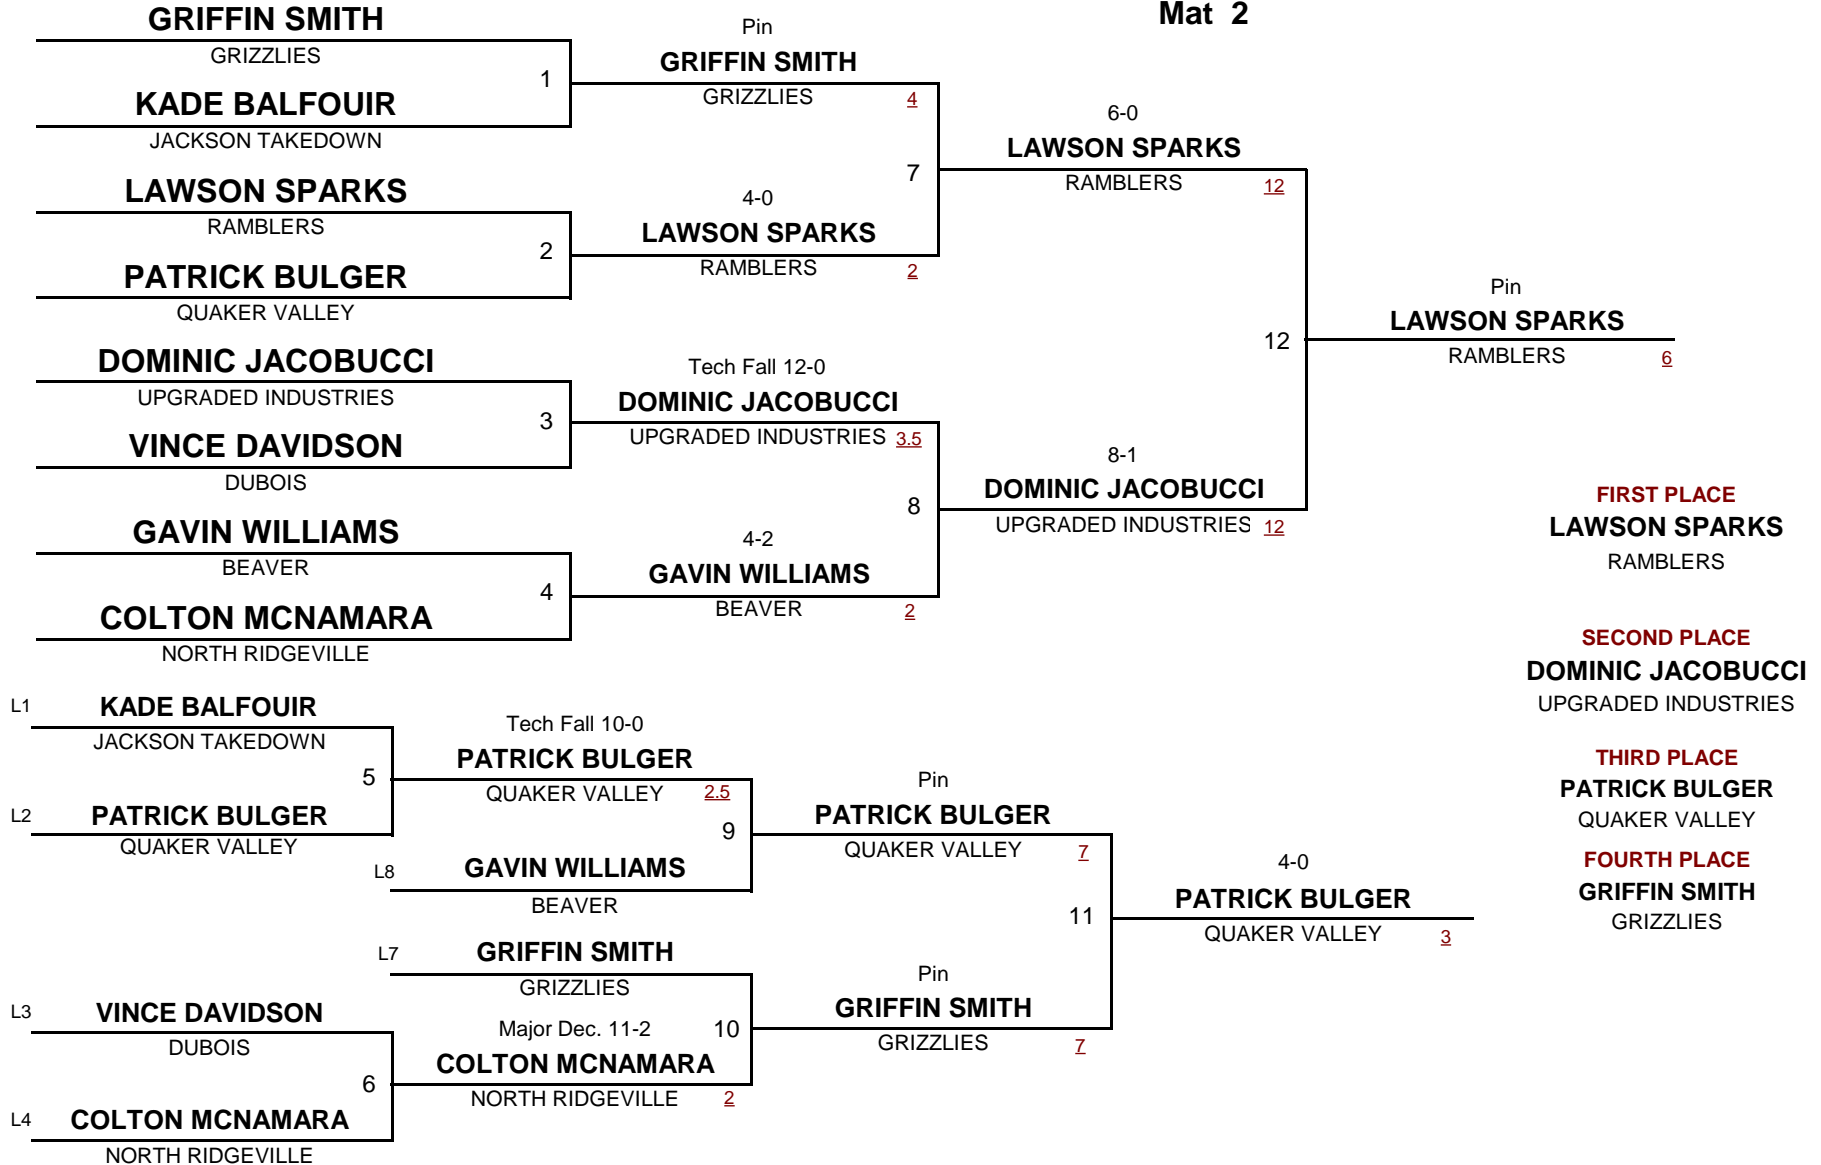 Mat 2
GRIFFIN SMITH
GRIZZLIES
1
KADE BALFOUIR
JACKSON TAKEDOWN
LAWSON SPARKS
RAMBLERS
2
PATRICK BULGER
QUAKER VALLEY
DOMINIC JACOBUCCI
UPGRADED INDUSTRIES
3
VINCE DAVIDSON
DUBOIS
GAVIN WILLIAMS
BEAVER
4
COLTON MCNAMARA
NORTH RIDGEVILLE
Pin
GRIFFIN SMITH
GRIZZLIES 4
7
4-0
LAWSON SPARKS
RAMBLERS 2
Tech Fall 12-0
DOMINIC JACOBUCCI
UPGRADED INDUSTRIES 3.5
8
4-2
GAVIN WILLIAMS
BEAVER 2
6-0
LAWSON SPARKS
RAMBLERS 12
12
8-1
DOMINIC JACOBUCCI
UPGRADED INDUSTRIES 12
Pin
LAWSON SPARKS
RAMBLERS 6
FIRST PLACE
LAWSON SPARKS
RAMBLERS
SECOND PLACE
DOMINIC JACOBUCCI
UPGRADED INDUSTRIES
THIRD PLACE
PATRICK BULGER
QUAKER VALLEY
FOURTH PLACE
GRIFFIN SMITH
GRIZZLIES
L1 KADE BALFOUIR
JACKSON TAKEDOWN
5
L2 PATRICK BULGER
QUAKER VALLEY
L3 VINCE DAVIDSON
DUBOIS
6
L4 COLTON MCNAMARA
NORTH RIDGEVILLE
Tech Fall 10-0
PATRICK BULGER
QUAKER VALLEY 2.5
9
L8 GAVIN WILLIAMS
BEAVER
L7 GRIFFIN SMITH
GRIZZLIES
Major Dec. 11-2 10
COLTON MCNAMARA
NORTH RIDGEVILLE 2
Pin
PATRICK BULGER
QUAKER VALLEY 7
11
Pin
GRIFFIN SMITH
GRIZZLIES 7
4-0
PATRICK BULGER
QUAKER VALLEY 3